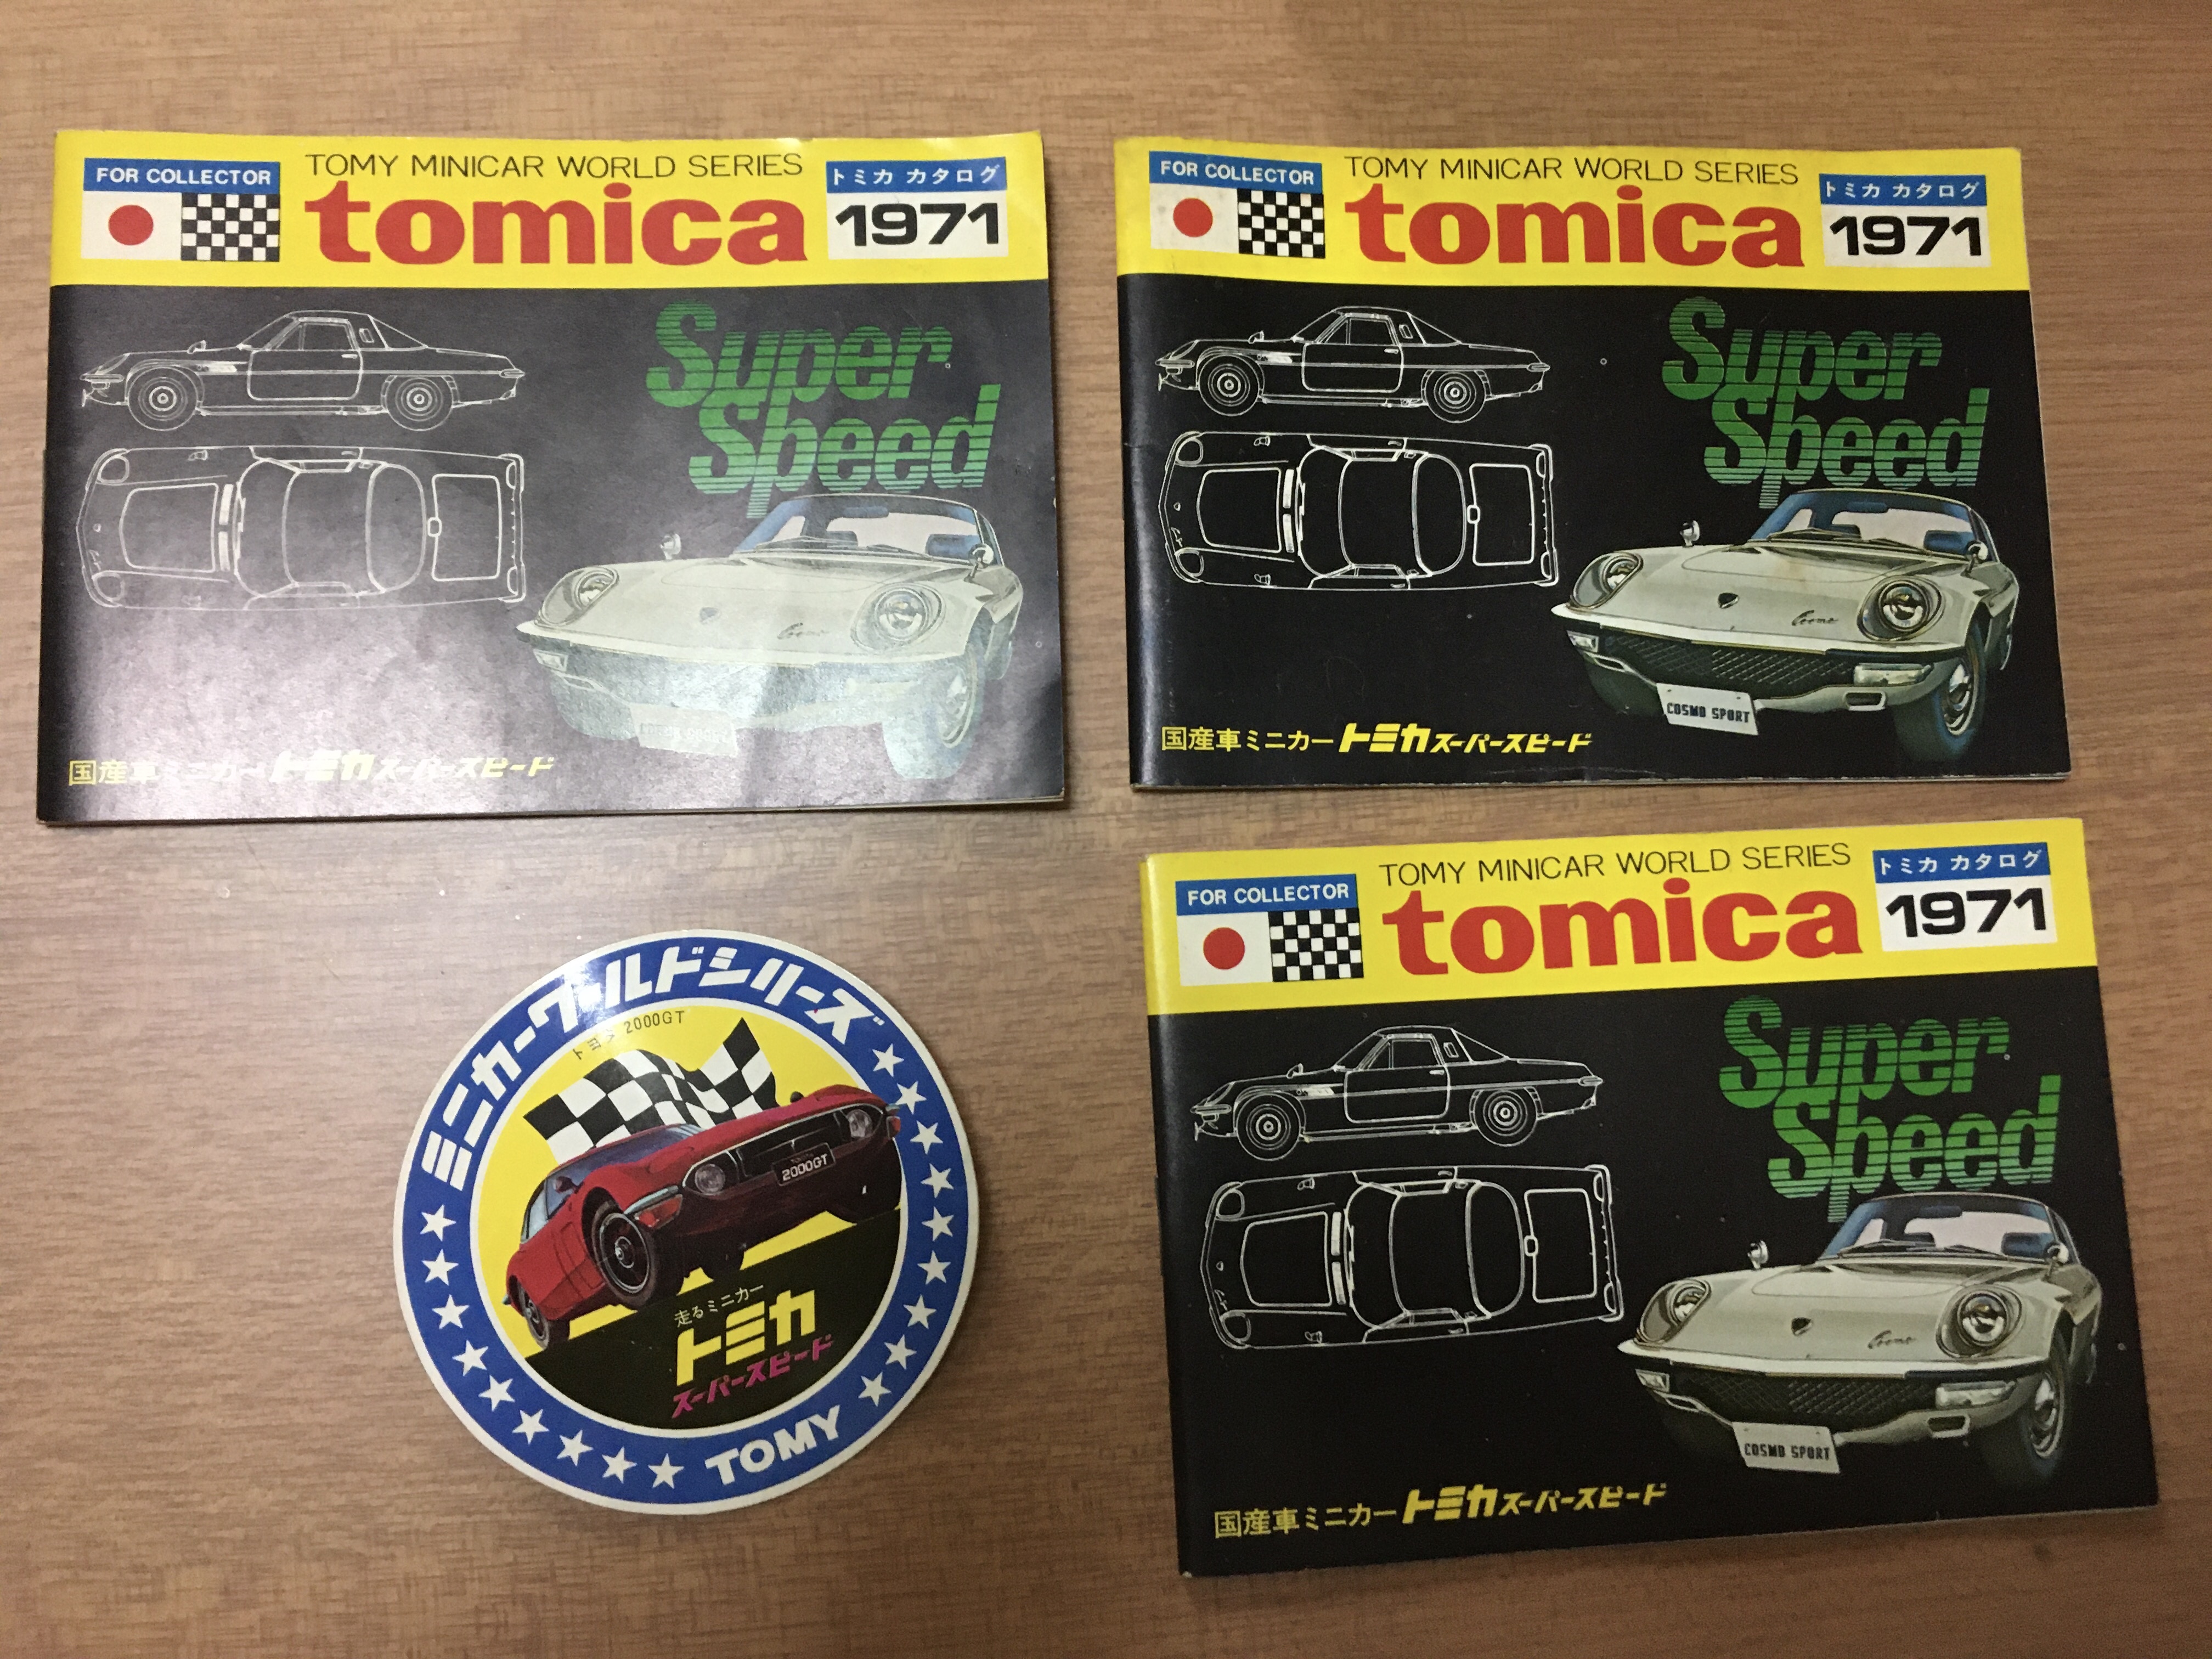 FOR COLLECTOR
TOMY MINICAR WORLD SERIES
tomica
トミカ カタログ
1971
Super
Speed
Cosmo
国産車ミニカートミカスーパースピード
FOR COLLECTOR
TOMY MINICAR WORLD SERIES
tomica
トミカ カタログ
1971
Super
Speed
Cosmo
COSMO SPORT
国産車ミニカートミカスーパースピード
ミニカーワールドシリーズ
トヨタ 2000GT
2000GT
走るミニカー
トミカ
スーパースピード
TOMY
FOR COLLECTOR
TOMY MINICAR WORLD SERIES
tomica
トミカ カタログ
1971
Super
Speed
Cosmo
COSMO SPORT
国産車ミニカートミカスーパースピード